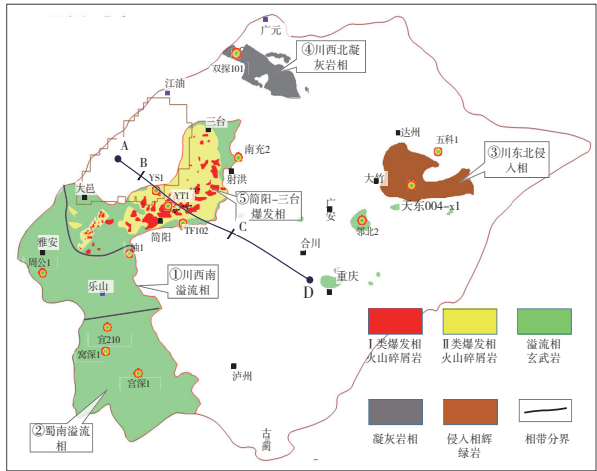 广元
④川西北凝
灰岩相
双探101
江油
三台
达州
五科1
A
南充2
③川东北侵
入相
B
YS1
射洪
大竹
大邑
YT1
⑤简阳-三台
爆发相
天东004-x1
广
安
简阳
TF102
C
邻北2
雅安
合川
周公1
①川西南
溢流相
D
重庆
乐山
宜210
窝深1
Ⅰ类爆发相
火山碎屑岩
Ⅱ类爆发相
火山碎屑岩
溢流相
玄武岩
宫深1
泸州
②蜀南溢流
相
古
蔺
凝灰岩相
侵入相辉
绿岩
相带分界